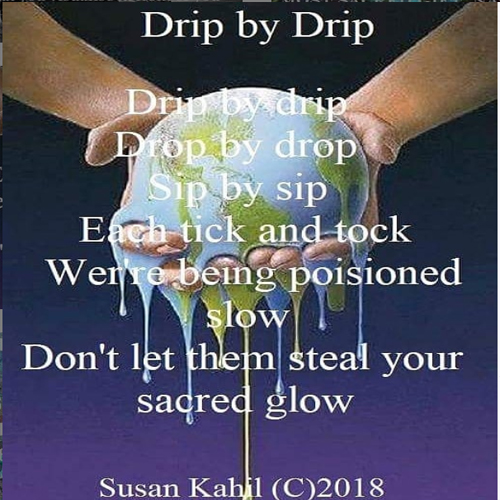 Drip by Drip
Drip by drip
Drop by drop
Sip by sip
Each tick and tock
Wer're being poisioned
slow
Don't let them steal your
sacred glow
Susan Kahil (C)2018